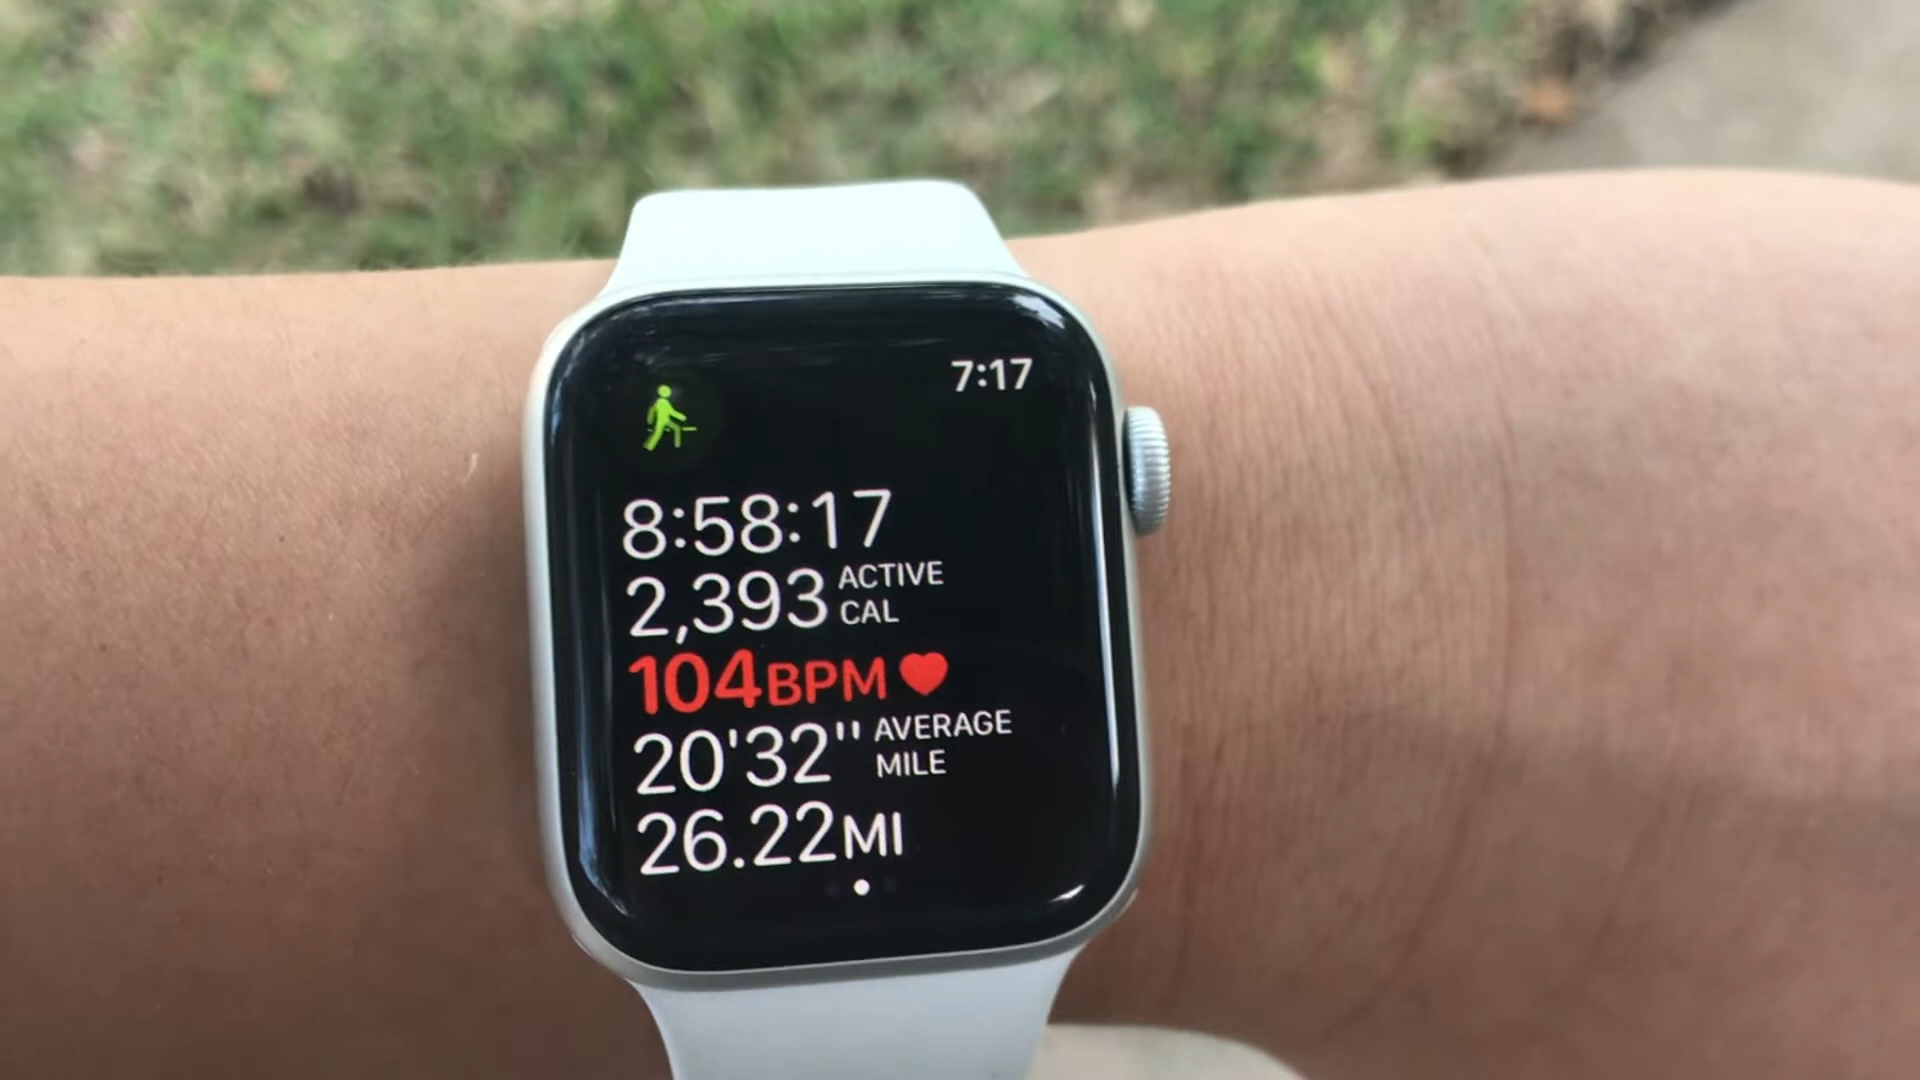 7:17
8:58:17
2,393 ACTIVE CAL
104BPM
20'32" AVERAGE MILE
26.22MI